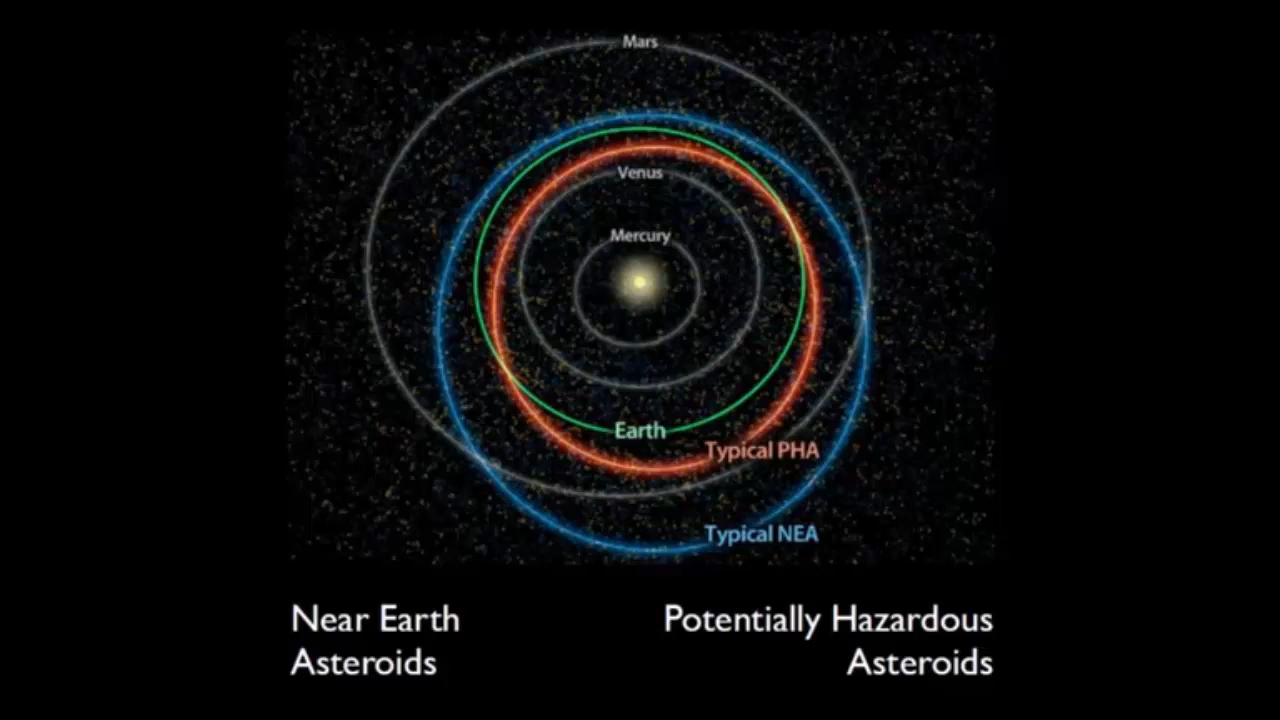 Mars
Venus
Mercury
Earth
Typical PHA
Typical NEA
Near Earth
Asteroids
Potentially Hazardous
Asteroids